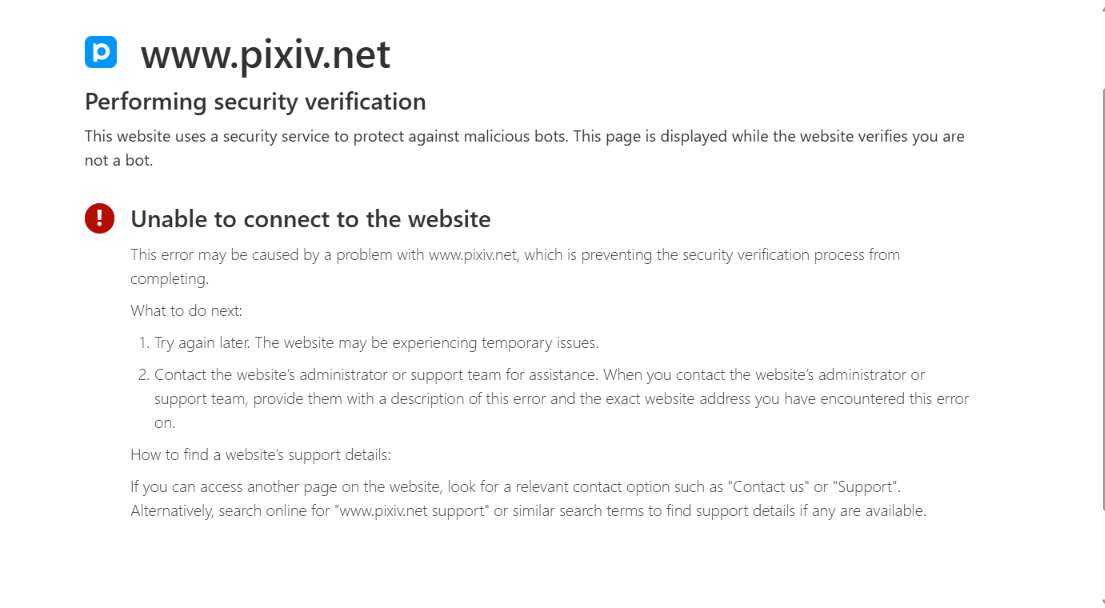 www.pixiv.net
Performing security verification
This website uses a security service to protect against malicious bots. This page is displayed while the website verifies you are
not a bot.
Unable to connect to the website
This error may be caused by a problem with www.pixiv.net, which is preventing the security verification process from
completing.
What to do next:
1. Try again later. The website may be experiencing temporary issues.
2. Contact the website's administrator or support team for assistance. When you contact the website's administrator or
support team, provide them with a description of this error and the exact website address you have encountered this error
on.
How to find a website's support details:
If you can access another page on the website, look for a relevant contact option such as "Contact us" or "Support".
Alternatively, search online for "www.pixiv.net support" or similar search terms to find support details if any are available.